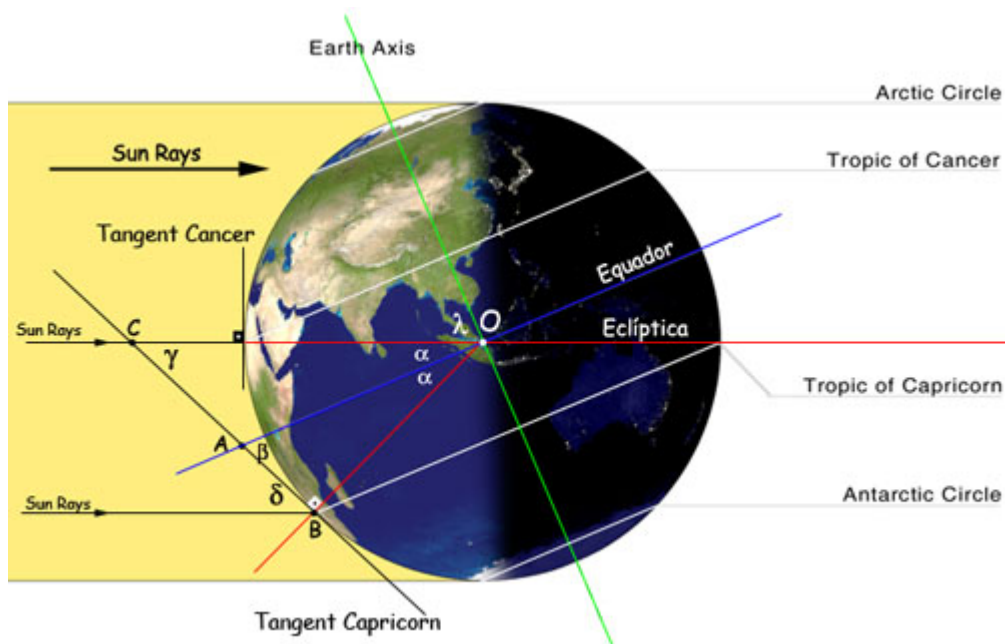 Earth Axis
Arctic Circle
Sun Rays
Tropic of Cancer
Tangent Cancer
Equador
C
λ O
Sun Rays
Eclíptica
γ
α
α
Tropic of Capricorn
A
β
δ
Antarctic Circle
Sun Rays
B
Tangent Capricorn